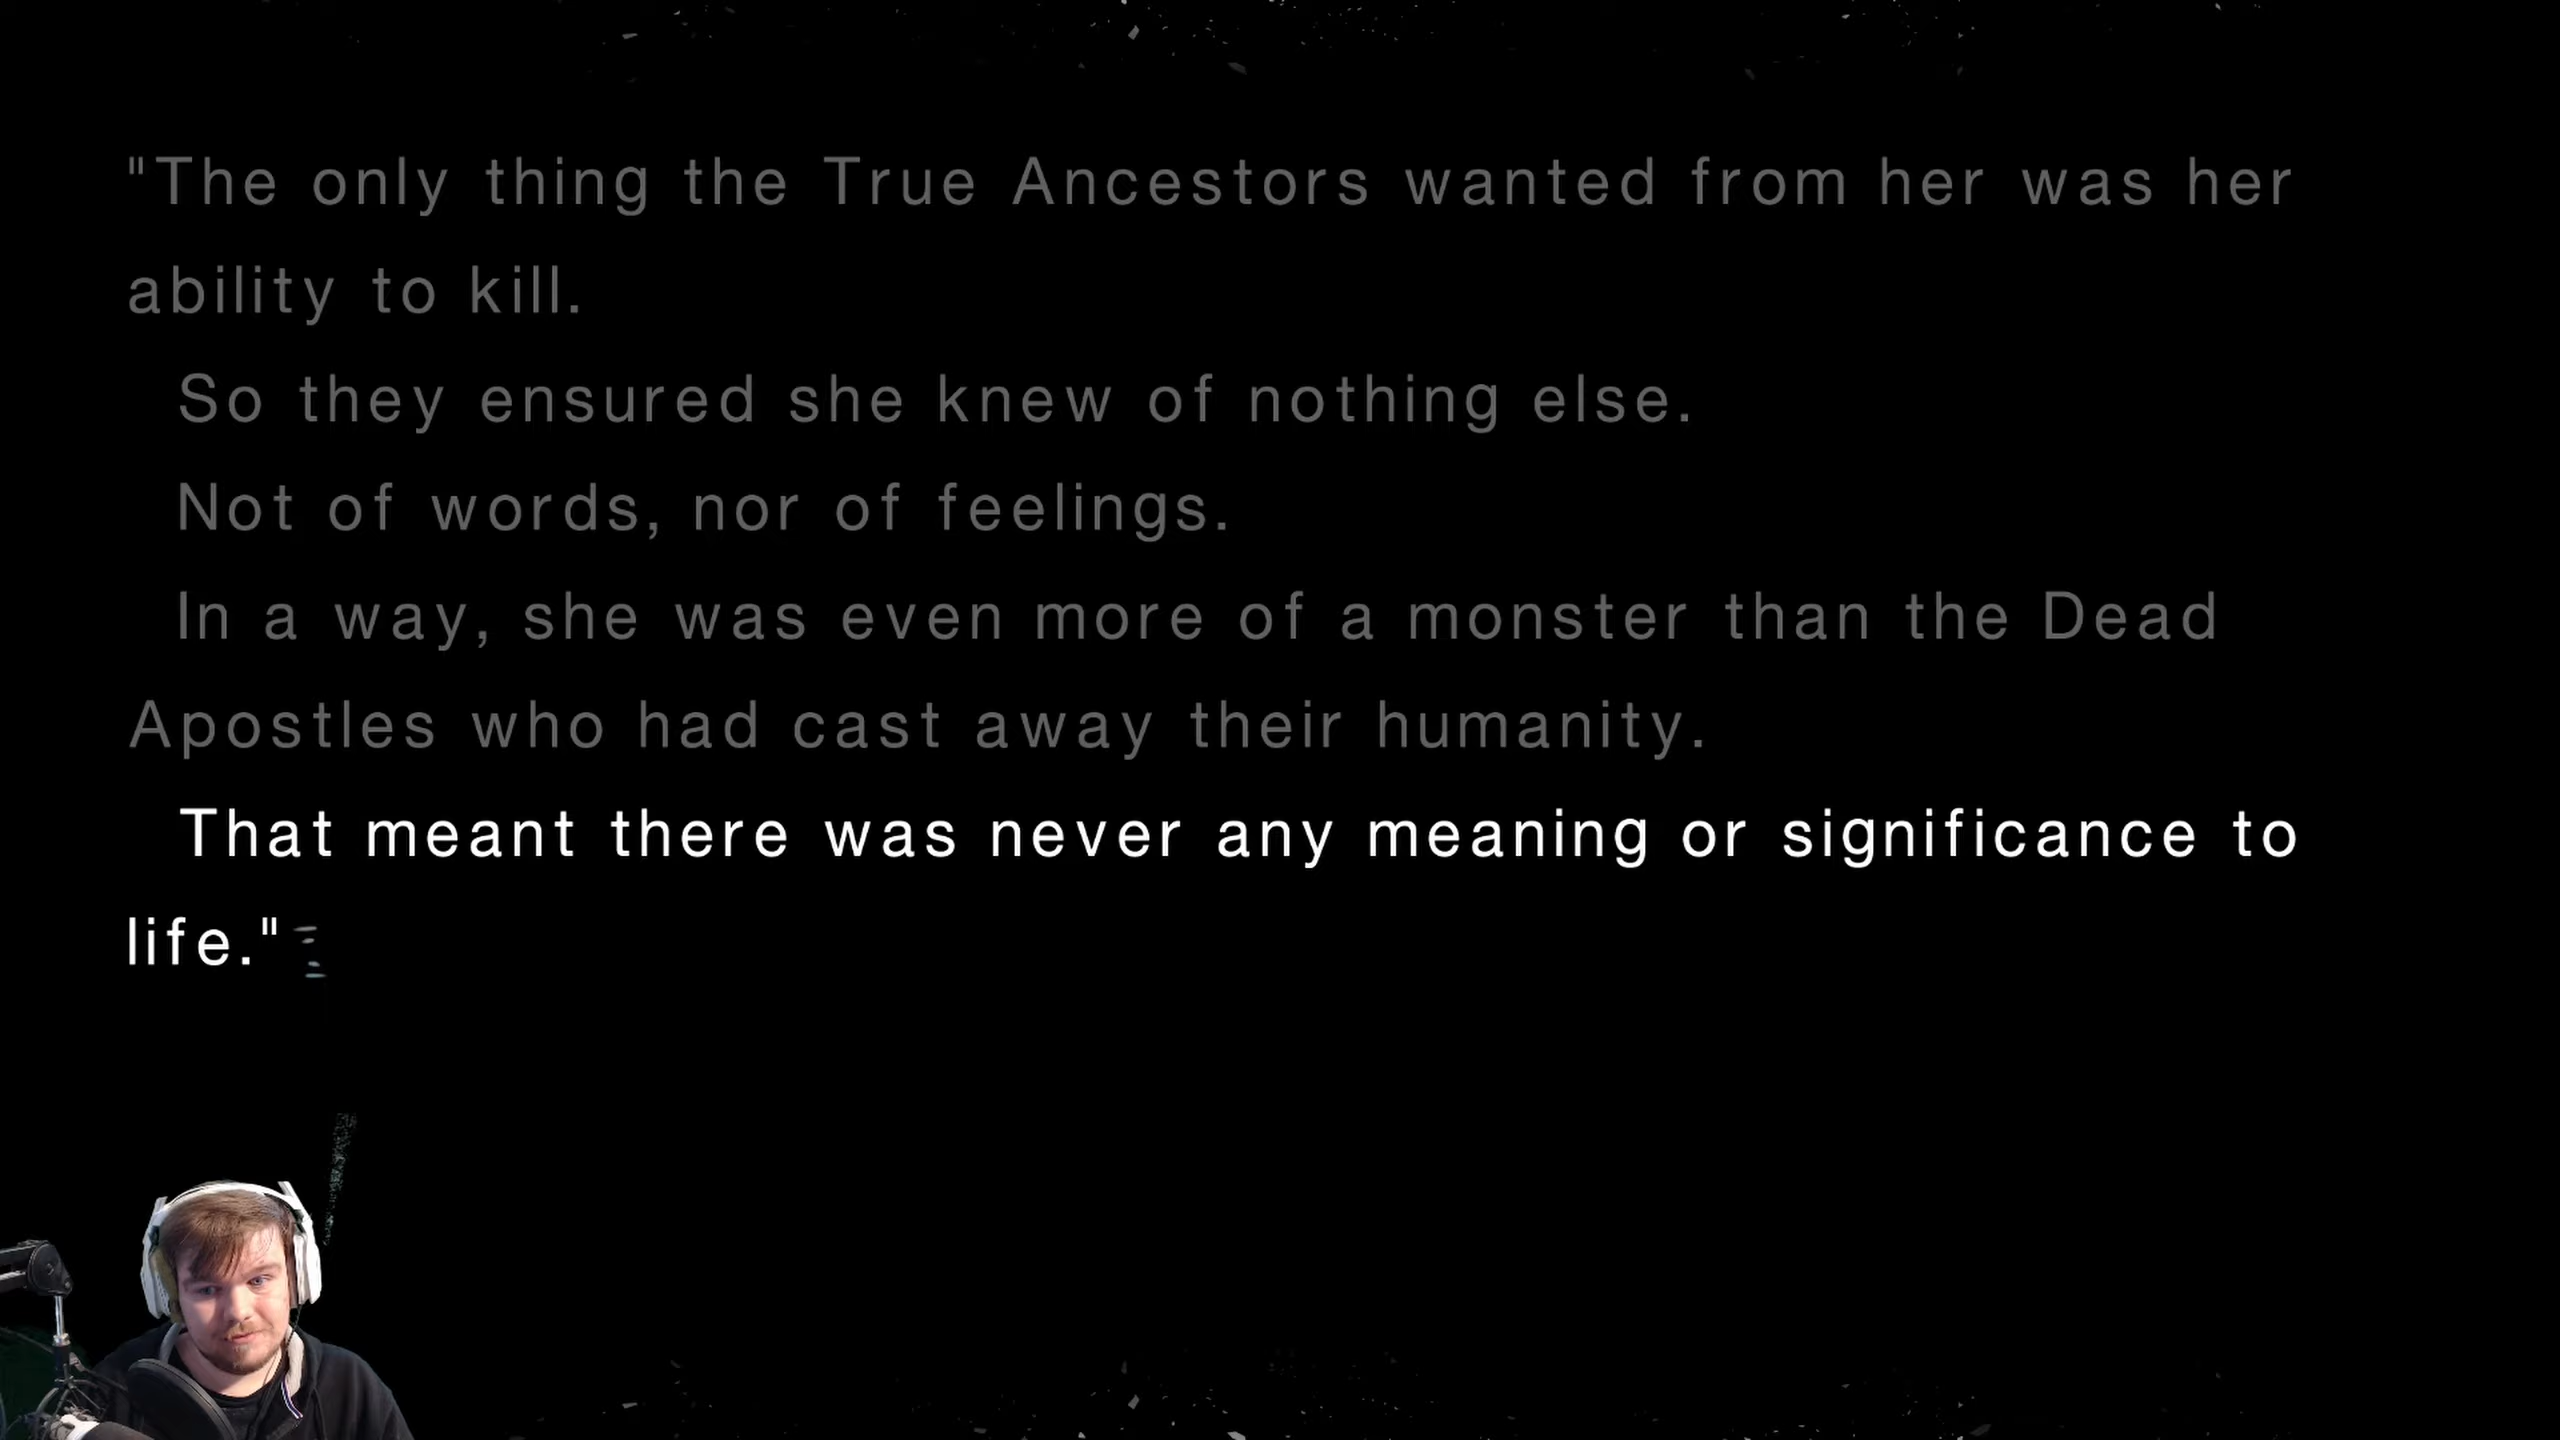 "The only thing the True Ancestors wanted from her was her
ability to kill.
So they ensured she knew of nothing else.
Not of words, nor of feelings.
In a way, she was even more of a monster than the Dead
Apostles who had cast away their humanity.
That meant there was never any meaning or significance to
life."